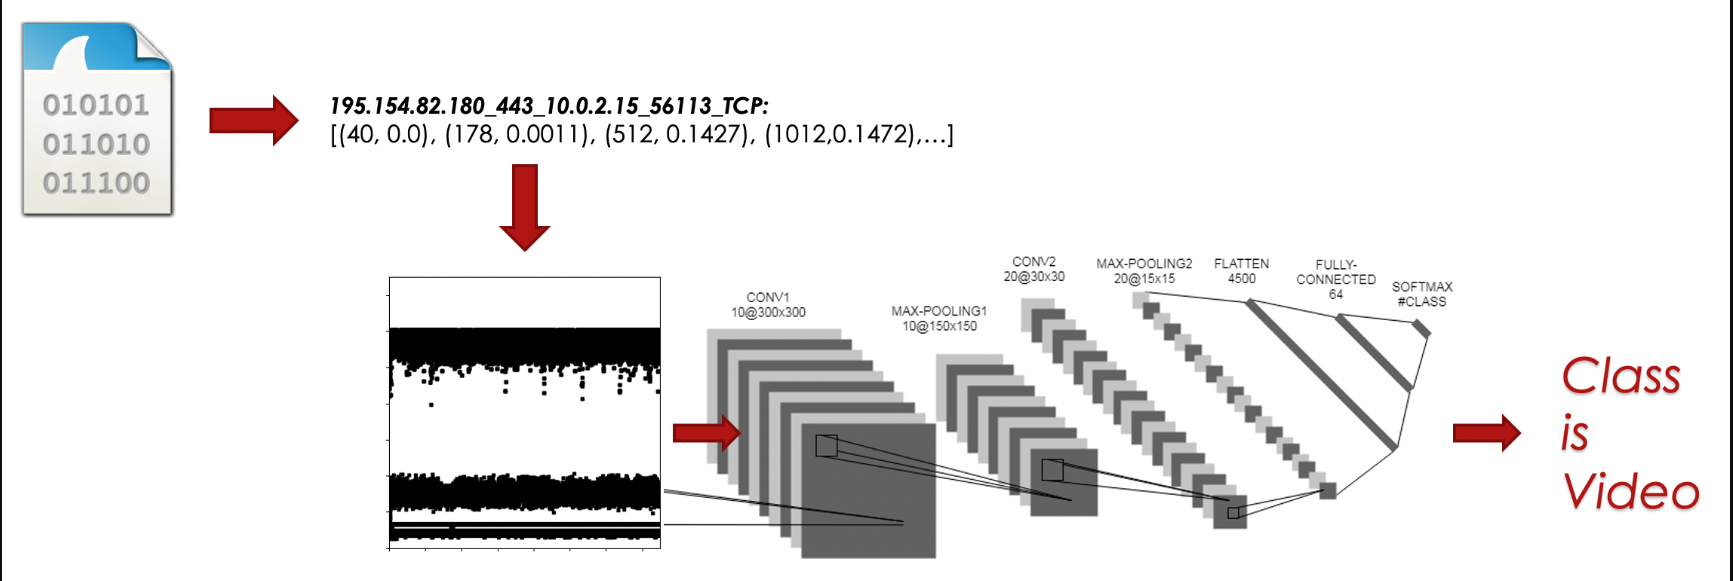 010101
011010
011100
195.154.82.180_443_10.0.2.15_56113_TCP:
[(40, 0.0), (178, 0.0011), (512, 0.1427), (1012,0.1472),...]
CONV1
10@300x300
MAX-POOLING1
10@150x150
CONV2
20@30x30
MAX-POOLING2
20@15x15
FLATTEN
4500
FULLY-
CONNECTED
64
SOFTMAX
#CLASS
Class
is
Video